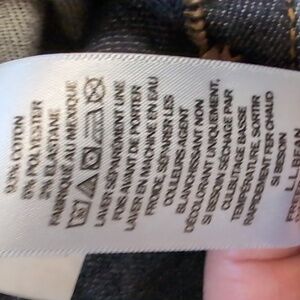 93% COTON
5% POLYESTER
2% ELASTANE
FABRIQUÉ AU MEXIQUE
LAVER SÉPARÉMENT UNE
FOIS AVANT DE PORTER
LAVER EN MACHINE EN EAU
FROIDE, SÉPARER LES
COULEURS AGENT
BLANCHISSANT NON
DÉCOLORANT UNIQUEMENT
SI BESOIN SÉCHAGE PAR
CULBUTAGE BASSE
TEMPÉRATURE, SORTIR
RAPIDEMENT FER CHAUD
SI BESOIN
L.L.BEAN